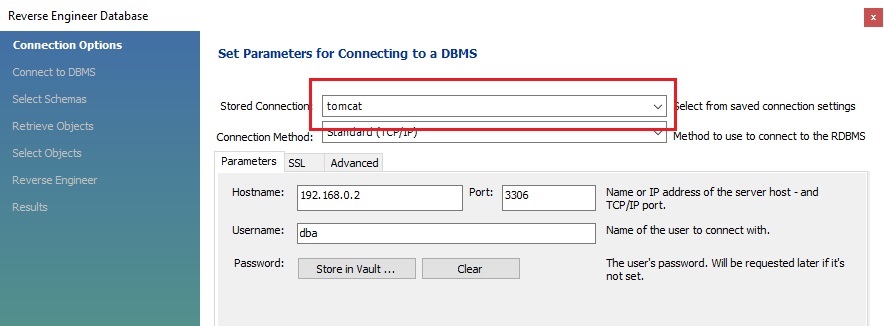 Reverse Engineer Database
x
Connection Options
Connect to DBMS
Select Schemas
Retrieve Objects
Select Objects
Reverse Engineer
Results
Set Parameters for Connecting to a DBMS
Stored Connection: tomcat Select from saved connection settings
Connection Method: Standard (TCP/IP) Method to use to connect to the RDBMS
Parameters SSL Advanced
Hostname: 192.168.0.2 Port: 3306 Name or IP address of the server host - and
TCP/IP port.
Username: dba Name of the user to connect with.
Password: Store in Vault ... Clear The user's password. Will be requested later if it's
not set.